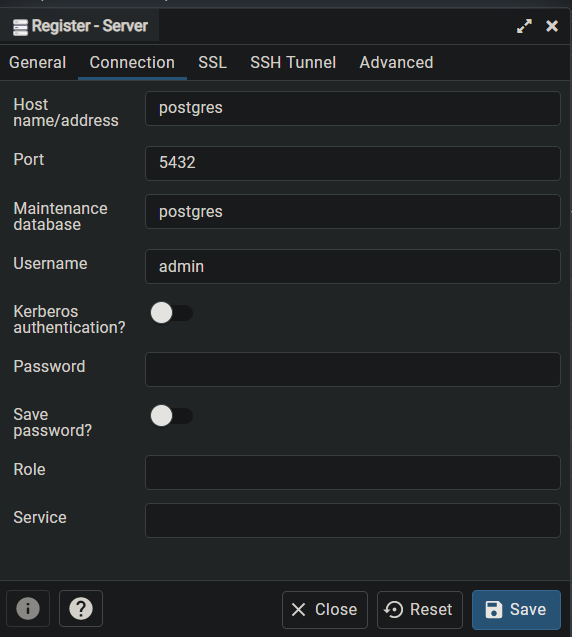 Register - Server
General Connection SSL SSH Tunnel Advanced
Host
name/address
postgres
Port
5432
Maintenance
database
postgres
Username
admin
Kerberos
authentication?
Password
Save
password?
Role
Service
Close Reset Save